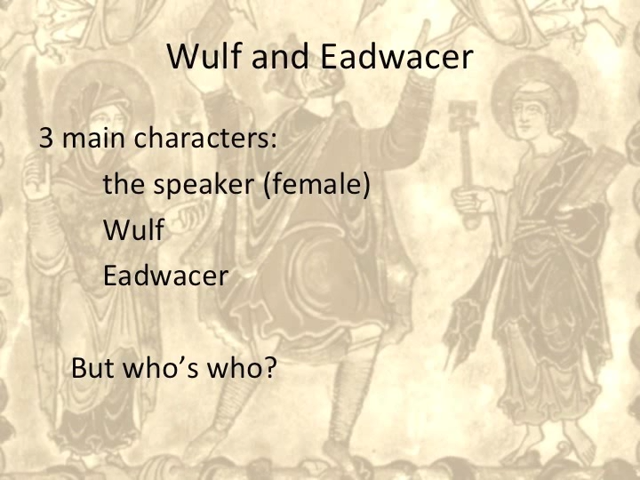 Wulf and Eadwacer
3 main characters:
the speaker (female)
Wulf
Eadwacer
But who’s who?